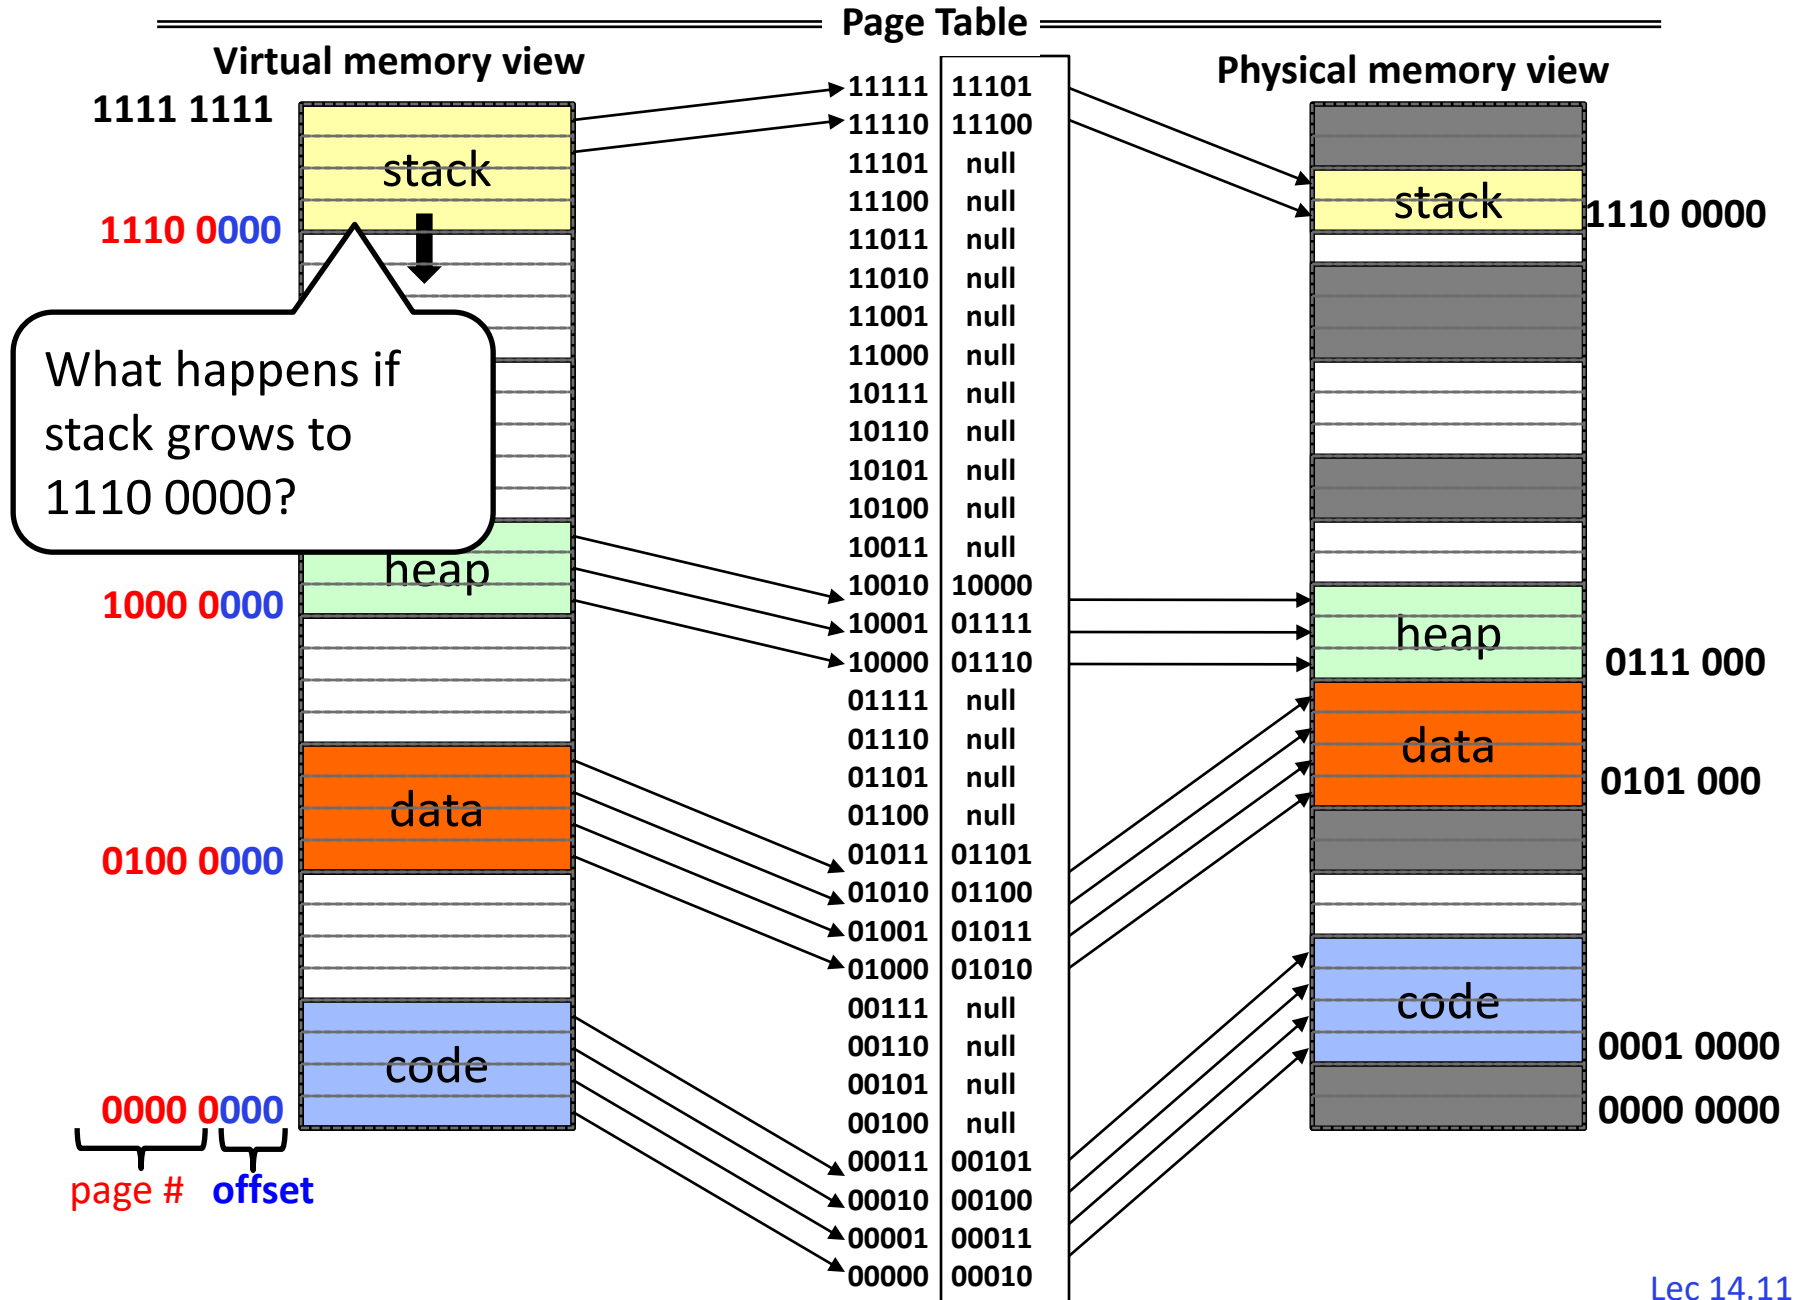 Page Table
Virtual memory view
Physical memory view
1111 1111
stack
1110 0000
What happens if
stack grows to
1110 0000?
heap
1000 0000
data
0100 0000
code
0000 0000
page # offset
11111 11101
11110 11100
11101 null
11100 null
11011 null
11010 null
11001 null
11000 null
10111 null
10110 null
10101 null
10100 null
10011 null
10010 10000
10001 01111
10000 01110
01111 null
01110 null
01101 null
01100 null
01011 01101
01010 01100
01001 01011
01000 01010
00111 null
00110 null
00101 null
00100 null
00011 00101
00010 00100
00001 00011
00000 00010
stack
1110 0000
heap
0111 000
data
0101 000
code
0001 0000
0000 0000
Lec 14.11